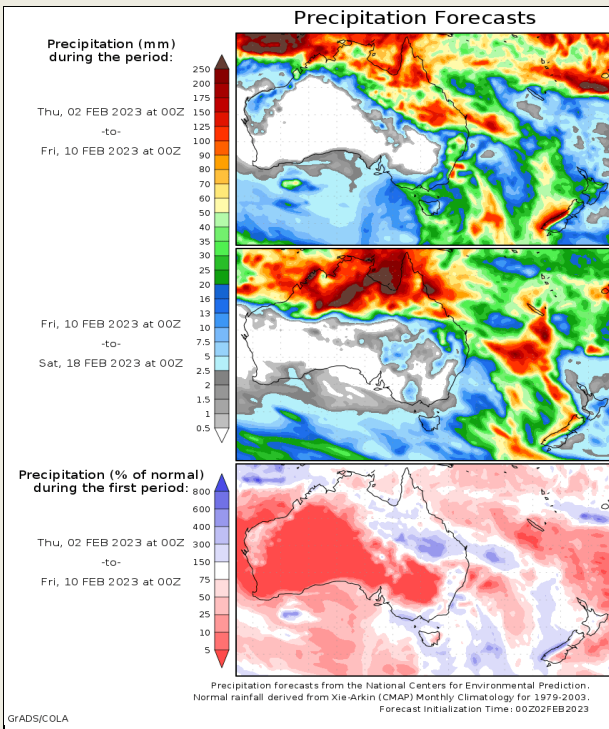 Precipitation Forecasts
Precipitation (mm)
during the period:
Thu, 02 FEB 2023 at 00Z
-to-
Fri, 10 FEB 2023 at 00Z
250
200
175
150
125
100
90
80
70
60
50
40
35
30
25
20
16
13
10
7.5
5
2.5
2
1.5
1
0.5
Fri, 10 FEB 2023 at 00Z
-to-
Sat, 18 FEB 2023 at 00Z
Precipitation (% of normal)
during the first period:
Thu, 02 FEB 2023 at 00Z
-to-
Fri, 10 FEB 2023 at 00Z
800
600
400
300
150
75
50
25
10
5
Precipitation forecasts from the National Centers for Environmental Prediction.
Normal rainfall derived from Xie-Arkin (CMAP) Monthly Climatology for 1979-2003.
Forecast Initialization Time: 00Z02FEB2023
GrADS/COLA